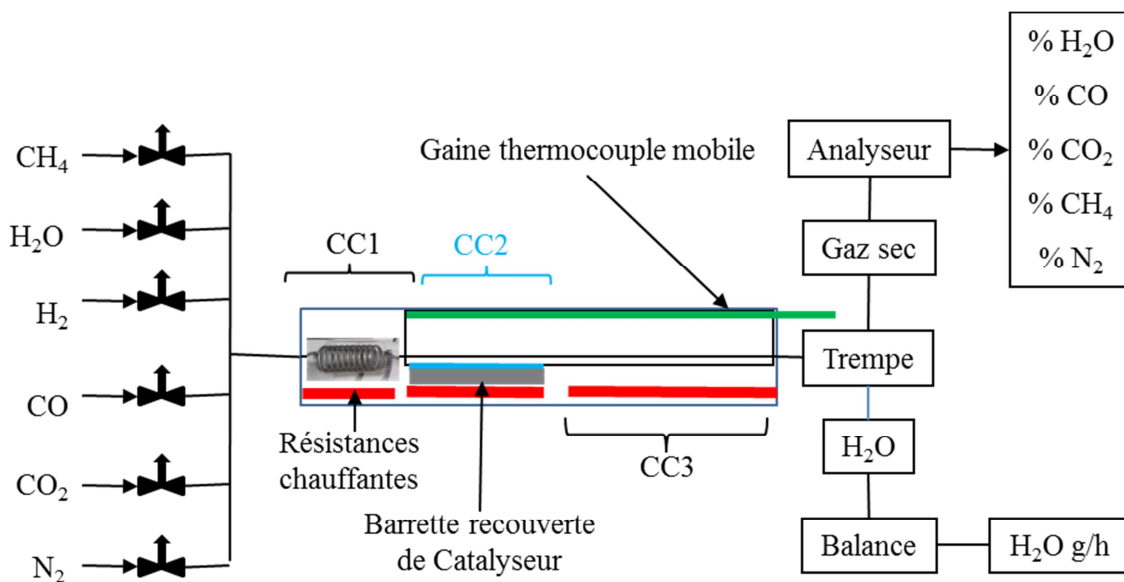 CH₄
H₂O
H₂
CO
CO₂
N₂
CC1
CC2
Gaine thermocouple mobile
Résistances
chauffantes
Barrette recouverte
de Catalyseur
CC3
Analyseur
Gaz sec
Trempe
H₂O
Balance
H₂O g/h
% H₂O
% CO
% CO₂
% CH₄
% N₂